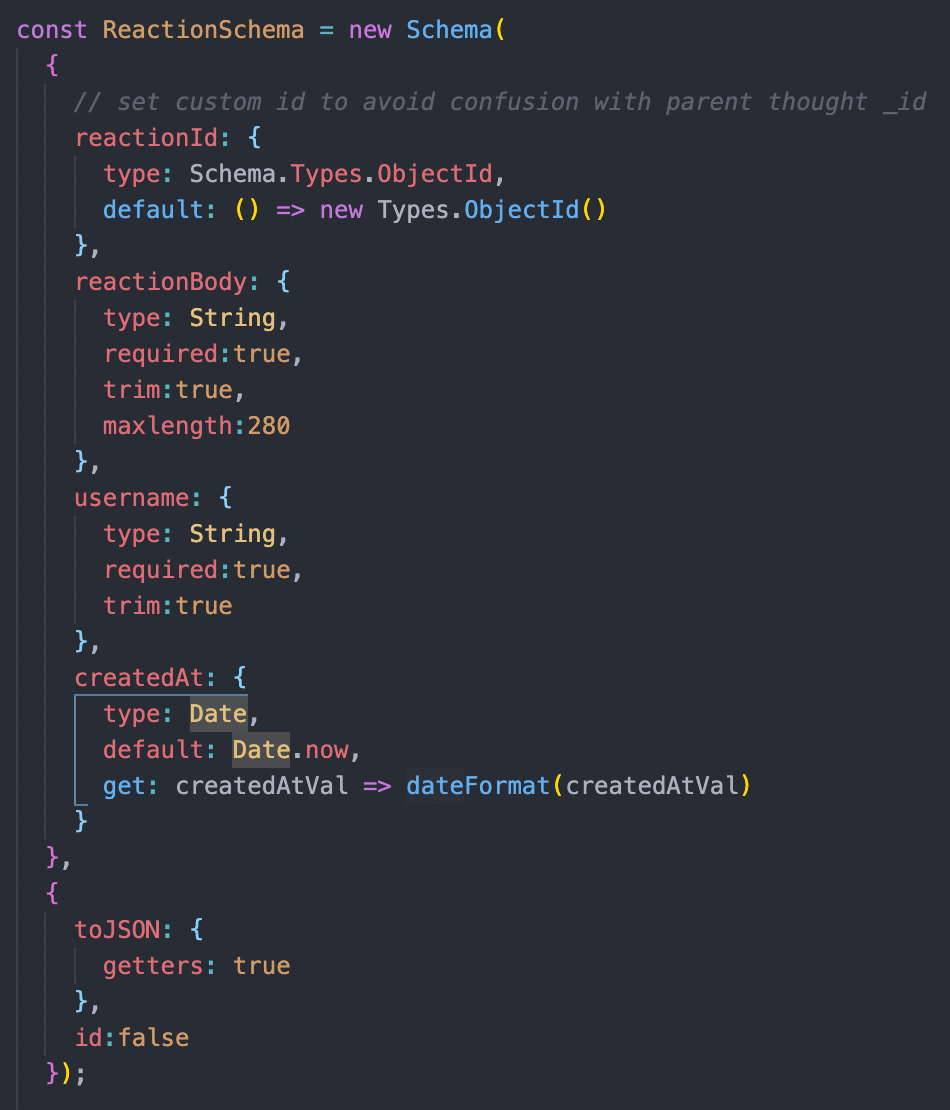 const ReactionSchema = new Schema(
  {
    // set custom id to avoid confusion with parent thought _id
    reactionId: {
      type: Schema.Types.ObjectId,
      default: () => new Types.ObjectId()
    },
    reactionBody: {
      type: String,
      required:true,
      trim:true,
      maxlength:280
    },
    username: {
      type: String,
      required:true,
      trim:true
    },
    createdAt: {
      type: Date,
      default: Date.now,
      get: createdAtVal => dateFormat(createdAtVal)
    }
  },
  {
    toJSON: {
      getters: true
    },
    id:false
  });